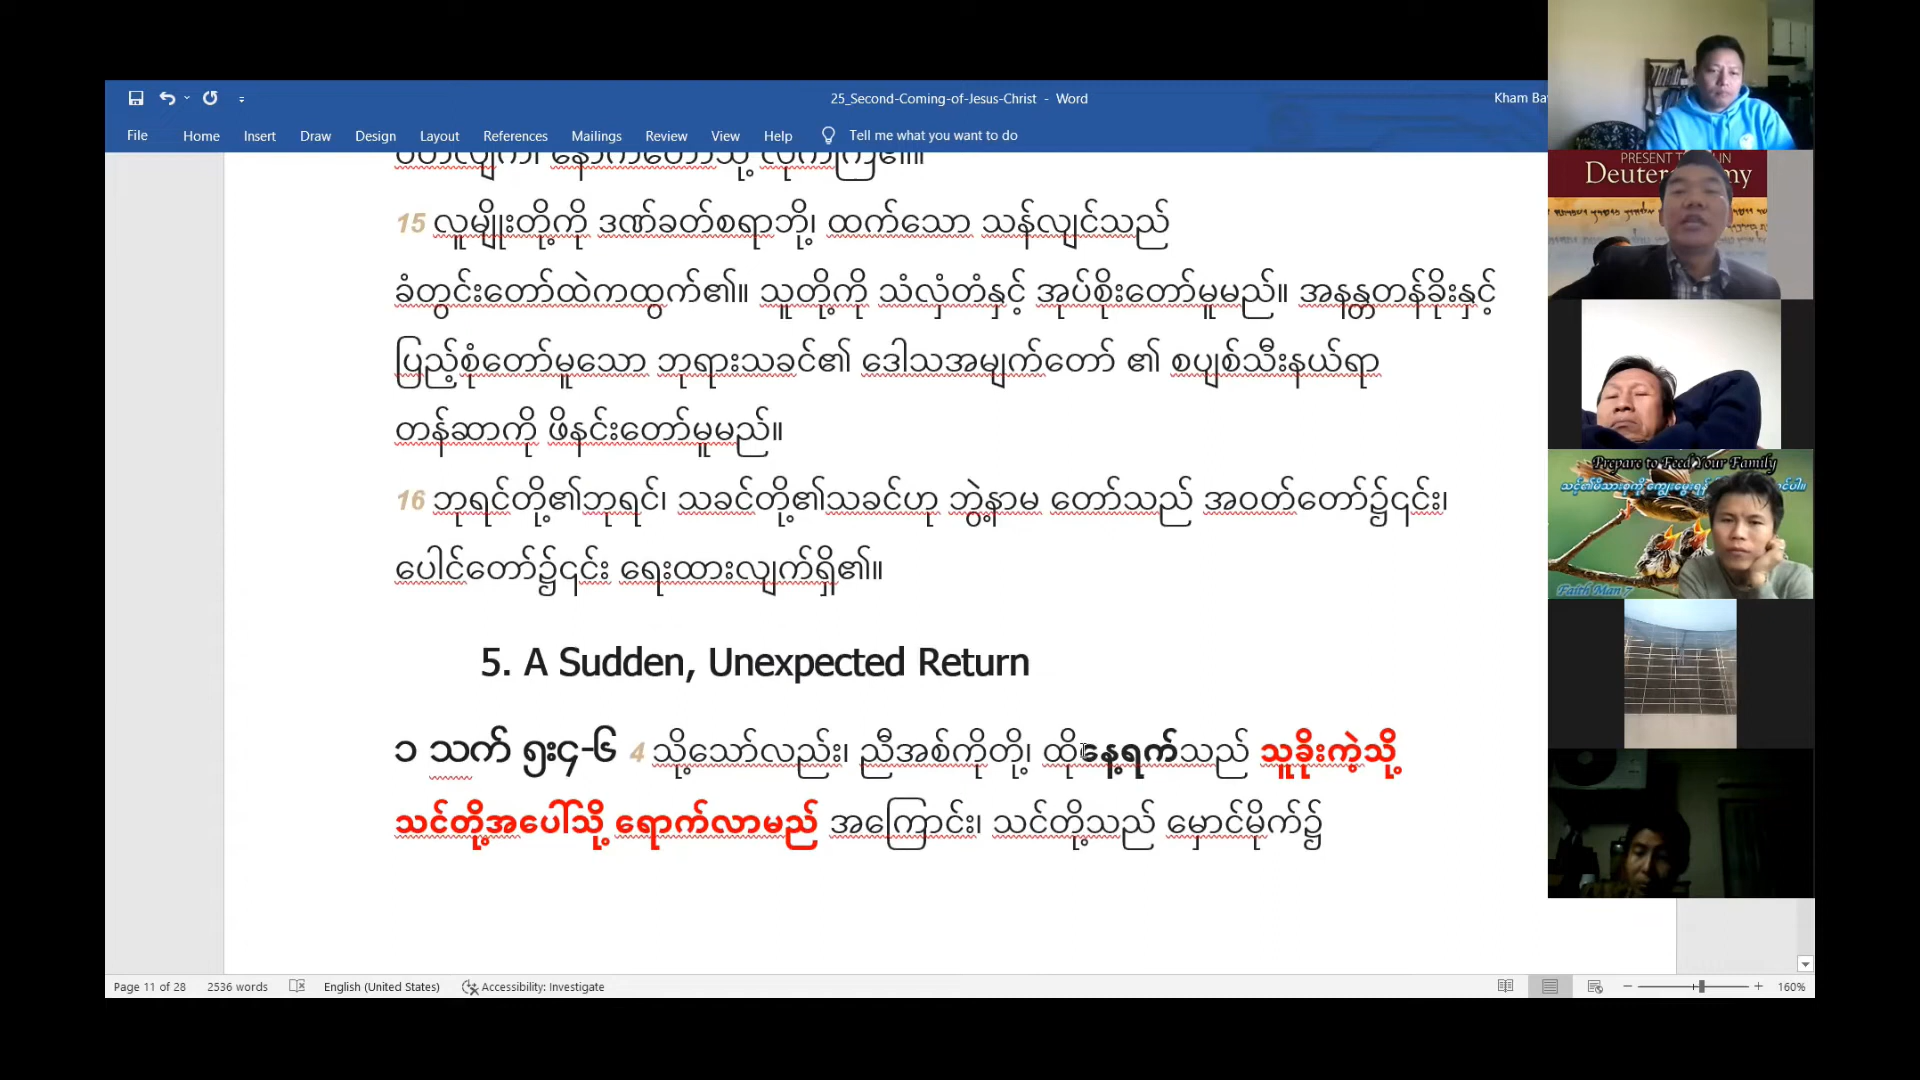 25_Second-Coming-of-Jesus-Christ - Word
Kham Ba
File Home Insert Draw Design Layout References Mailings Review View Help Tell me what you want to do
15 လူမျိုးတို့ကို ဒဏ်ခတ်စရာဘို့၊ ထက်သော သန်လျင်သည်
ခံတွင်းတော်ထဲကထွက်၏။ သူတို့ကို သံလှံတံနှင့် အုပ်စိုးတော်မူမည်။ အနန္တတန်ခိုးနှင့်
ပြည့်စုံတော်မူသော ဘုရားသခင်၏ ဒေါသအမျက်တော် ၏ စပျစ်သီးနယ်ရာ
တန်ဆာကို ဖိနင်းတော်မူမည်။
16 ဘုရင်တို့၏ဘုရင်၊ သခင်တို့၏သခင်ဟု ဘွဲ့နာမ တော်သည် အဝတ်တော်၌၎င်း၊
ပေါင်တော်၌၎င်း ရေးထားလျက်ရှိ၏။
5. A Sudden, Unexpected Return
၁ သက် ၅း၄-၆ 4 သို့သော်လည်း၊ ညီအစ်ကိုတို့၊ ထိုနေ့ရက်သည် သူခိုးကဲ့သို့
သင်တို့အပေါ်သို့ ရောက်လာမည် အကြောင်း၊ သင်တို့သည် မှောင်မိုက်၌
Page 11 of 28 2536 words English (United States) Accessibility: Investigate 160%
PRESENT IN
Deuter my
Prepare to Feed Your Family
Faith Man 7